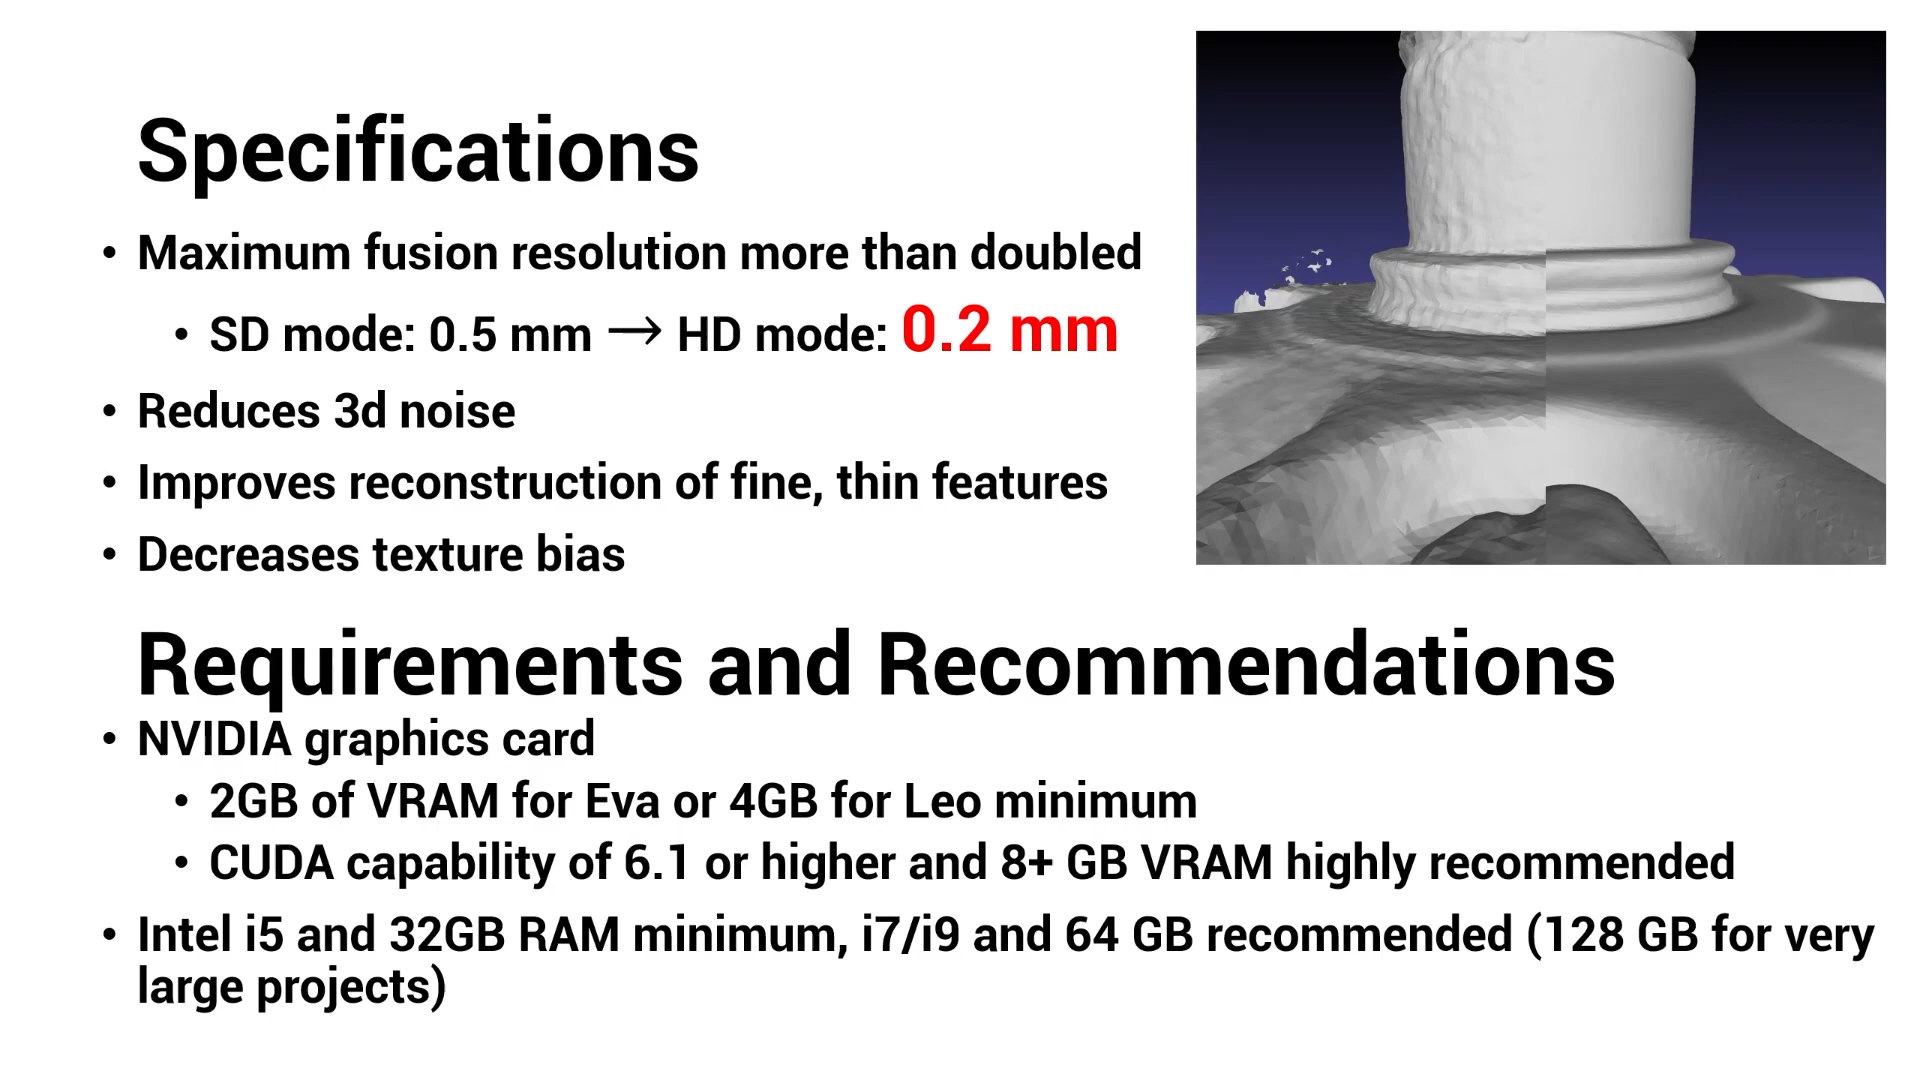 Specifications
• Maximum fusion resolution more than doubled
• SD mode: 0.5 mm → HD mode: 0.2 mm
• Reduces 3d noise
• Improves reconstruction of fine, thin features
• Decreases texture bias
Requirements and Recommendations
• NVIDIA graphics card
• 2GB of VRAM for Eva or 4GB for Leo minimum
• CUDA capability of 6.1 or higher and 8+ GB VRAM highly recommended
• Intel i5 and 32GB RAM minimum, i7/i9 and 64 GB recommended (128 GB for very
large projects)